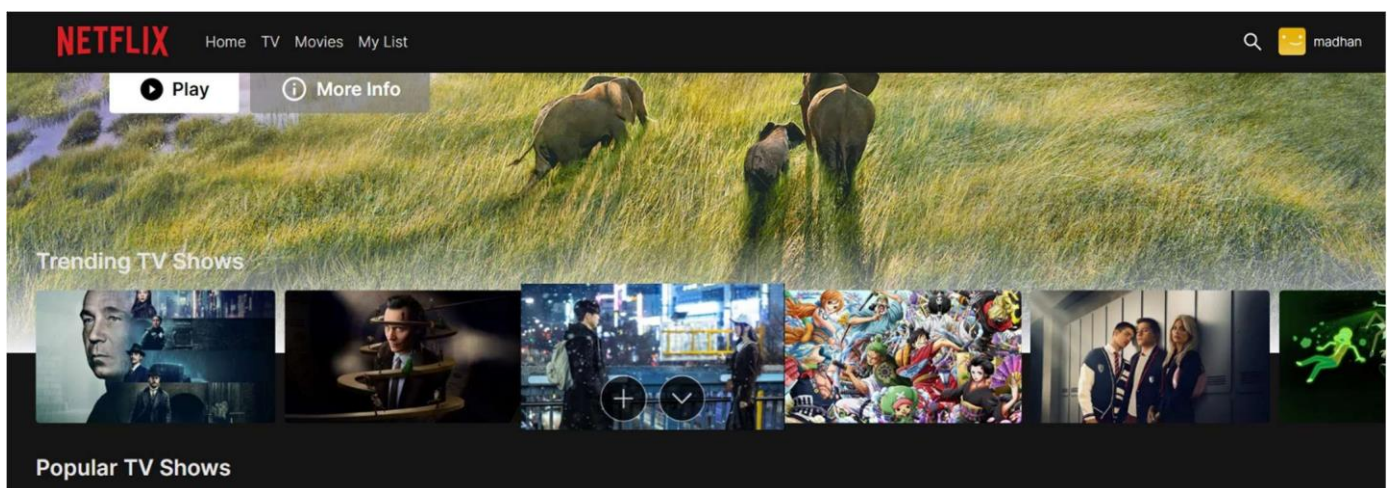 NETFLIX Home TV Movies My List madhan
Play More Info
Trending TV Shows
Popular TV Shows